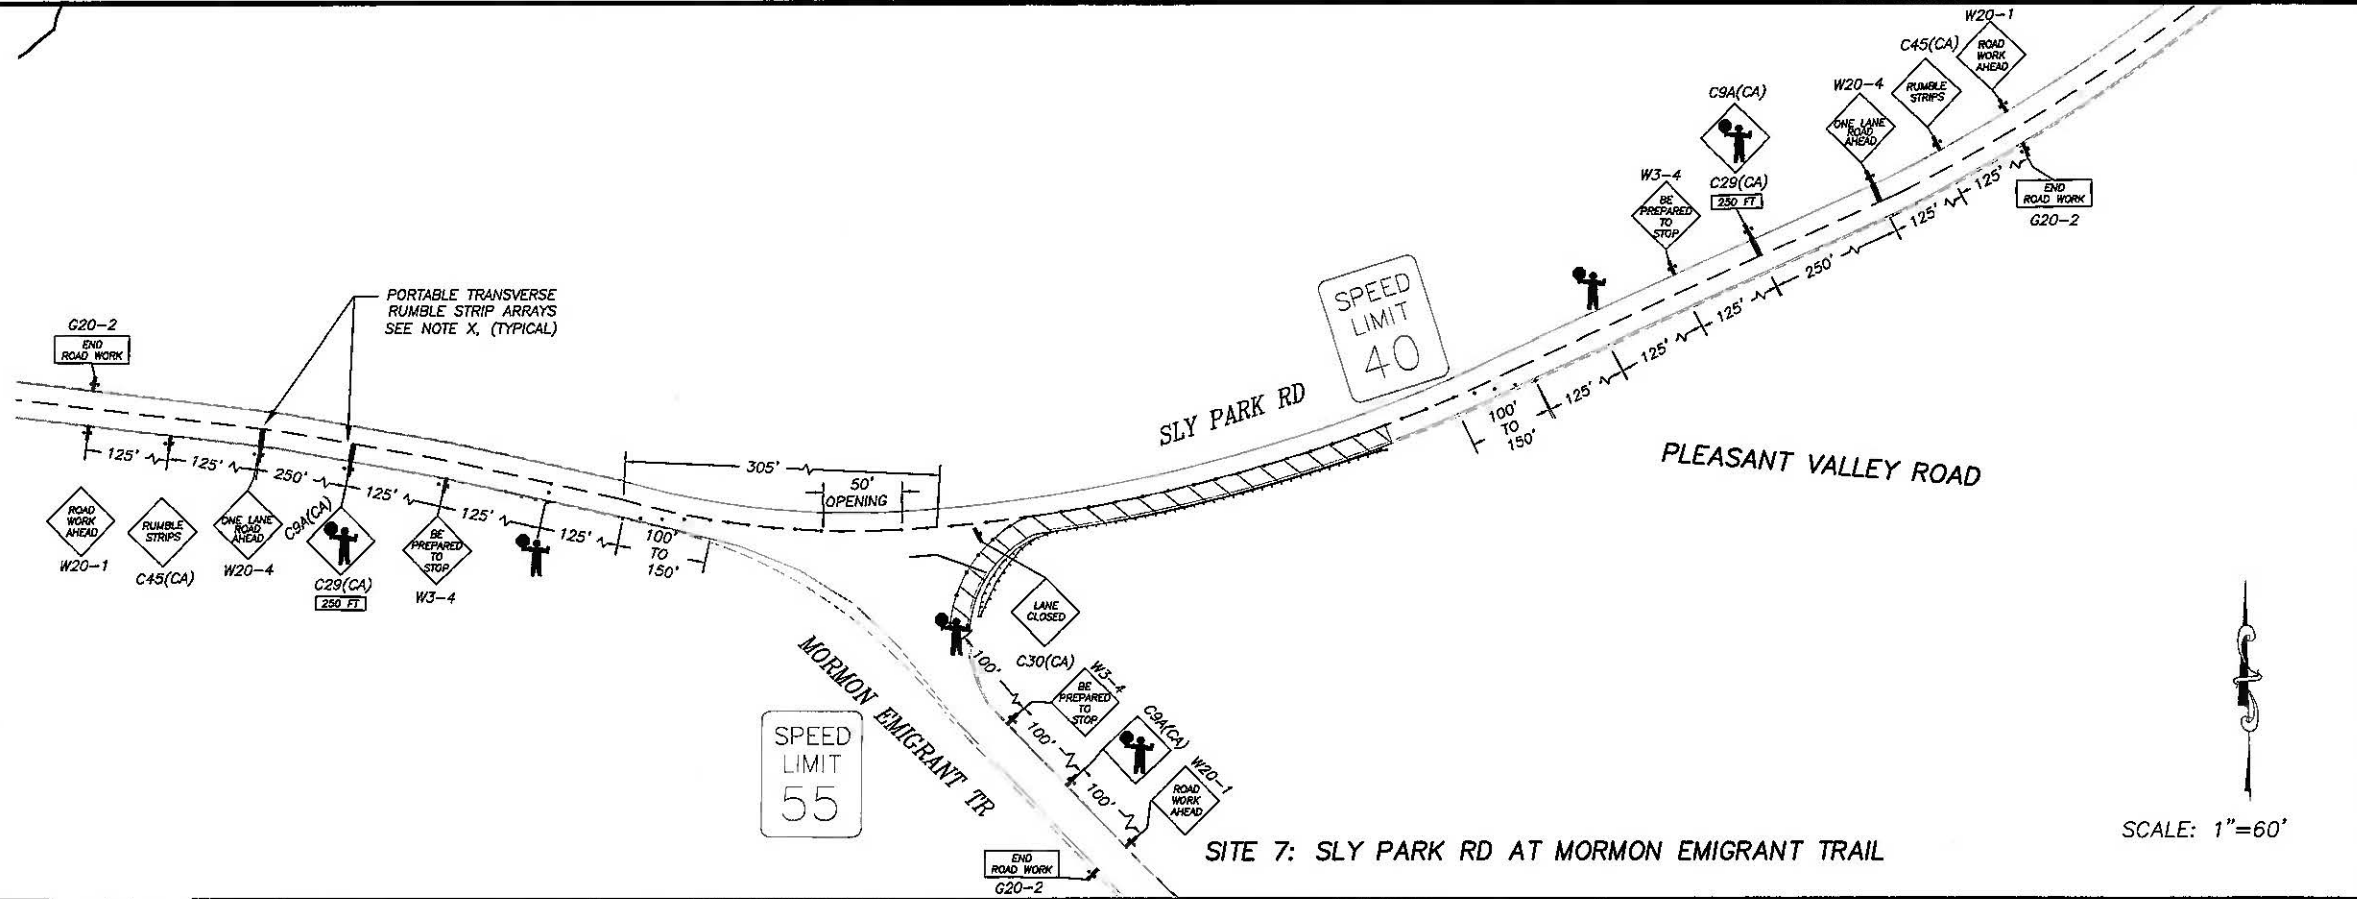 W20-1
C45(CA)
ROAD
WORK
AHEAD
C9A(CA)
W20-4
RUMBLE
STRIPS
ONE LANE
ROAD
AHEAD
C29(CA)
250 FT
W3-4
BE
PREPARED
TO
STOP
END
ROAD WORK
G20-2
125'
125'
250'
125'
125'
125'
100'
TO
150'
SPEED
LIMIT
40
SLY PARK RD
PLEASANT VALLEY ROAD
PORTABLE TRANSVERSE
RUMBLE STRIP ARRAYS
SEE NOTE X, (TYPICAL)
G20-2
END
ROAD WORK
125'
125'
250'
125'
125'
125'
100'
TO
150'
305'
50'
OPENING
ROAD
WORK
AHEAD
W20-1
RUMBLE
STRIPS
C45(CA)
ONE LANE
ROAD
AHEAD
W20-4
C9A(CA)
C29(CA)
250 FT
BE
PREPARED
TO
STOP
W3-4
LANE
CLOSED
C30(CA)
100'
W3-4
BE
PREPARED
TO
STOP
100'
C9A(CA)
100'
W20-1
ROAD
WORK
AHEAD
MORMON EMIGRANT TR
SPEED
LIMIT
55
END
ROAD WORK
G20-2
SITE 7: SLY PARK RD AT MORMON EMIGRANT TRAIL
SCALE: 1"=60'